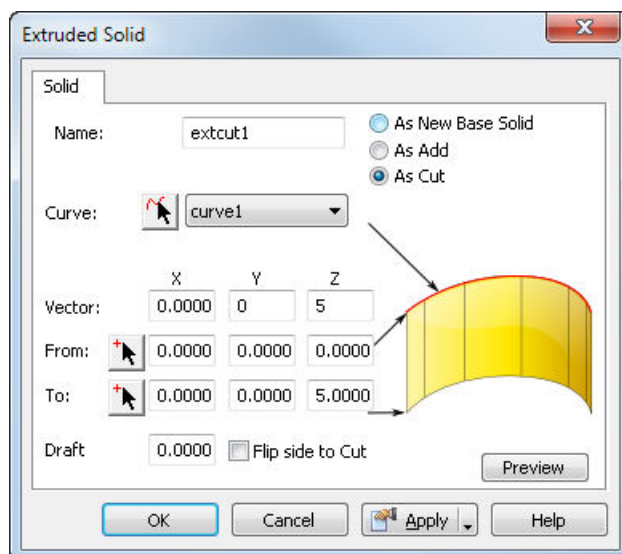 Extruded Solid
Solid
Name: extcut1
As New Base Solid
As Add
As Cut
Curve: curve1
X Y Z
Vector: 0.0000 0 5
From: 0.0000 0.0000 0.0000
To: 0.0000 0.0000 5.0000
Draft 0.0000 Flip side to Cut
Preview
OK Cancel Apply Help